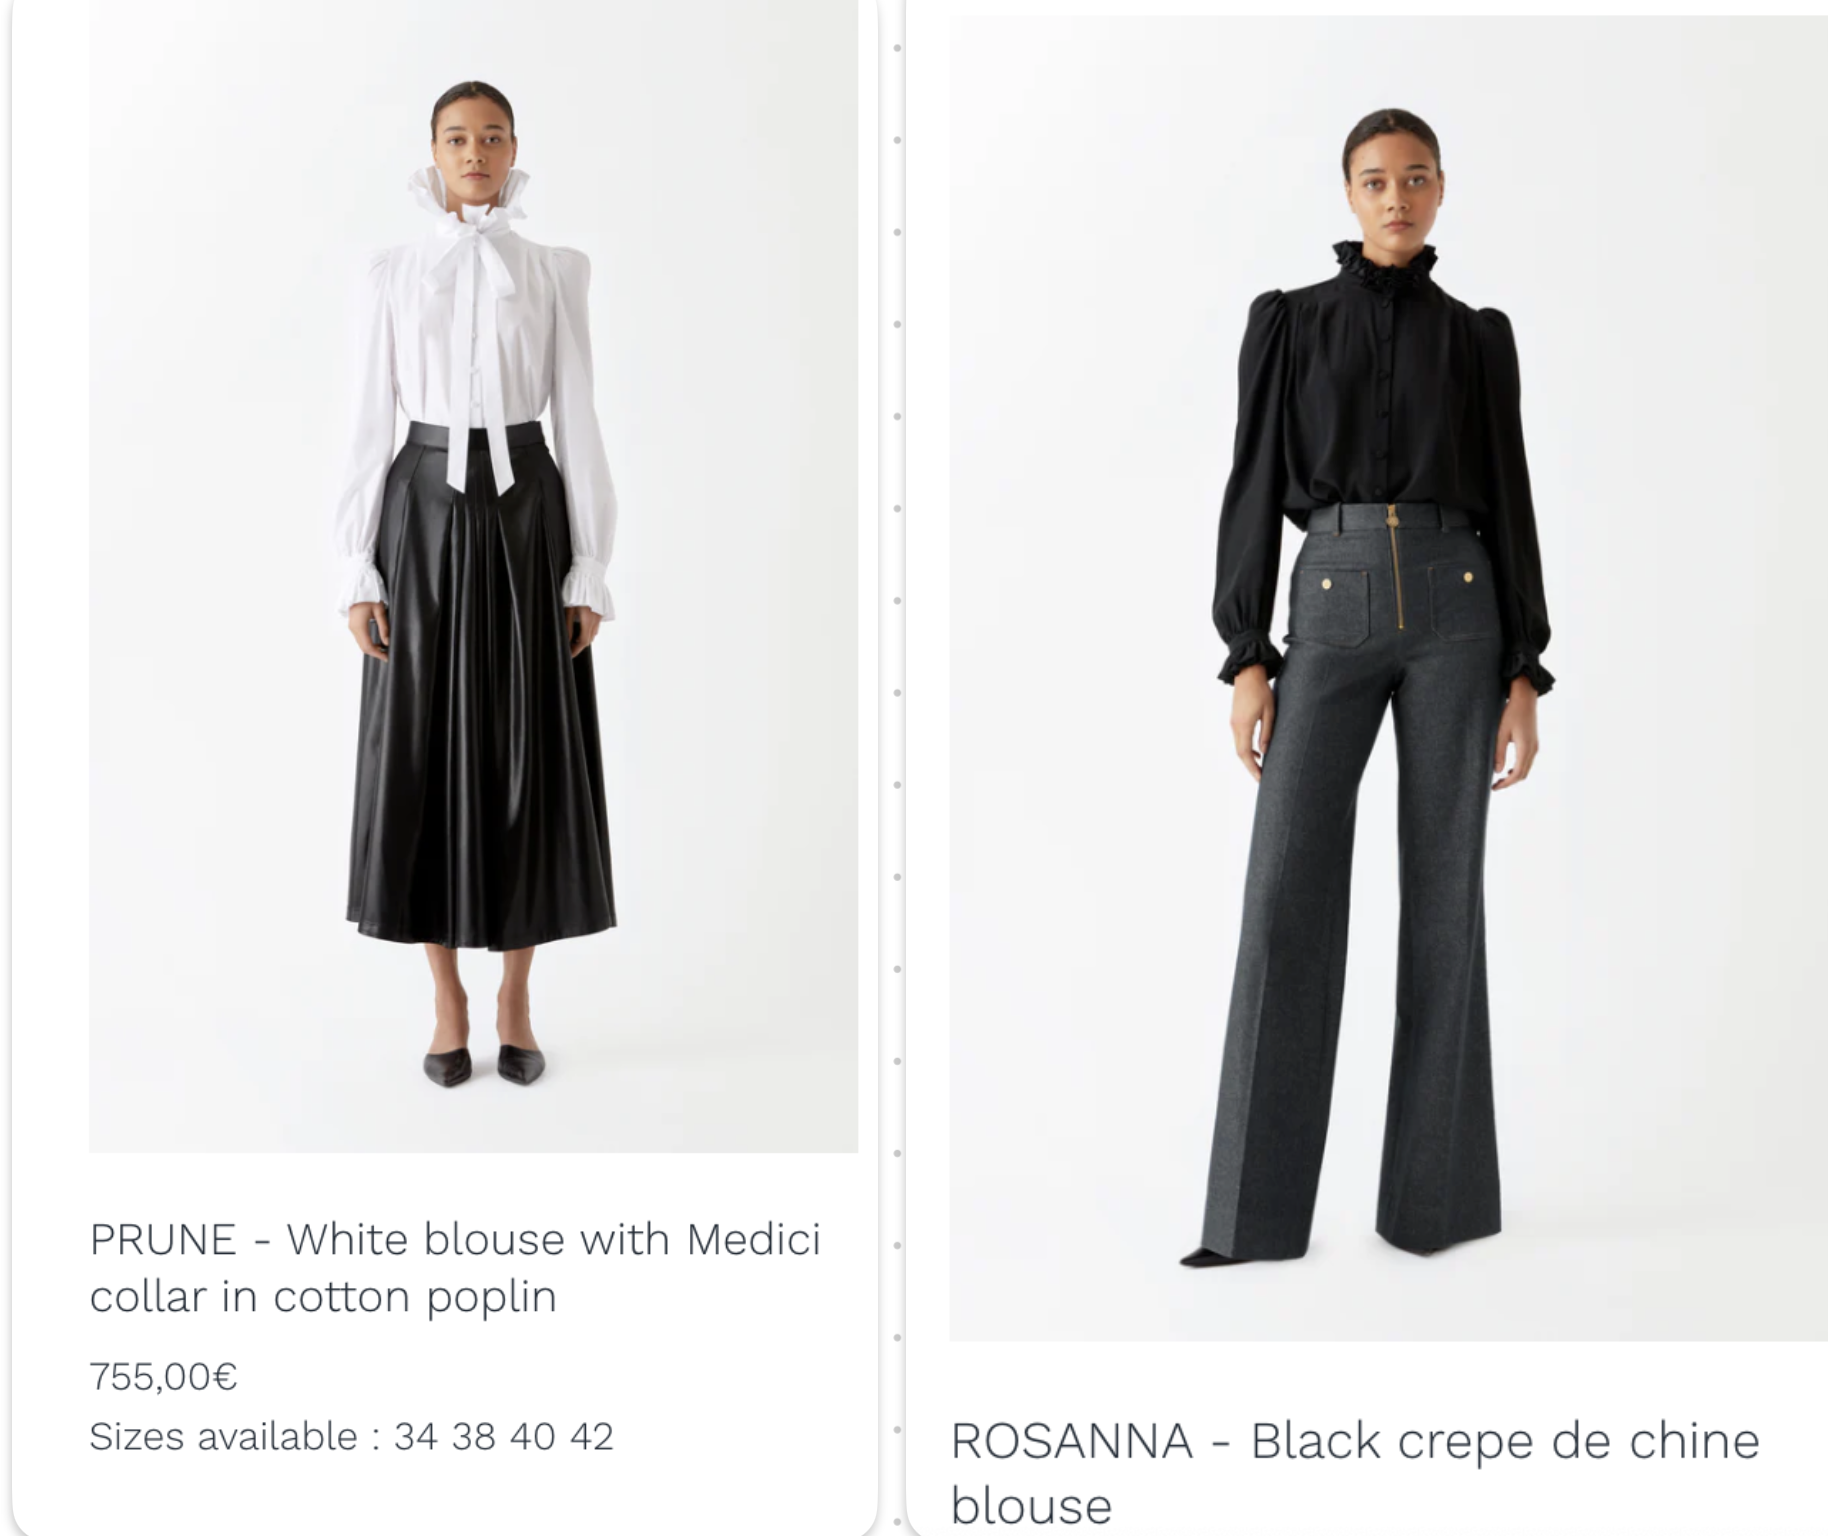 PRUNE - White blouse with Medici
collar in cotton poplin
755,00€
Sizes available : 34 38 40 42
ROSANNA - Black crepe de chine
blouse